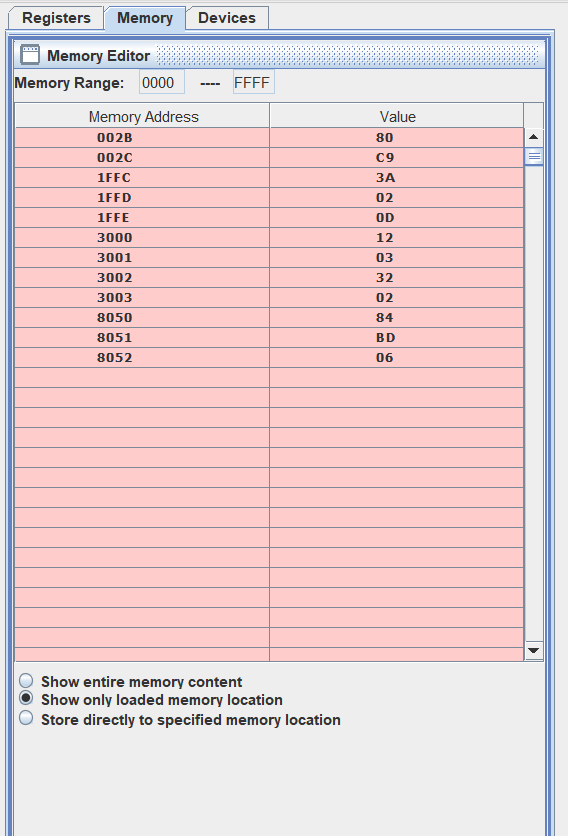 Registers Memory Devices
Memory Editor
Memory Range: 0000 ---- FFFF
Memory Address Value
002B 80
002C C9
1FFC 3A
1FFD 02
1FFE 0D
3000 12
3001 03
3002 32
3003 02
8050 84
8051 BD
8052 06
Show entire memory content
Show only loaded memory location
Store directly to specified memory location